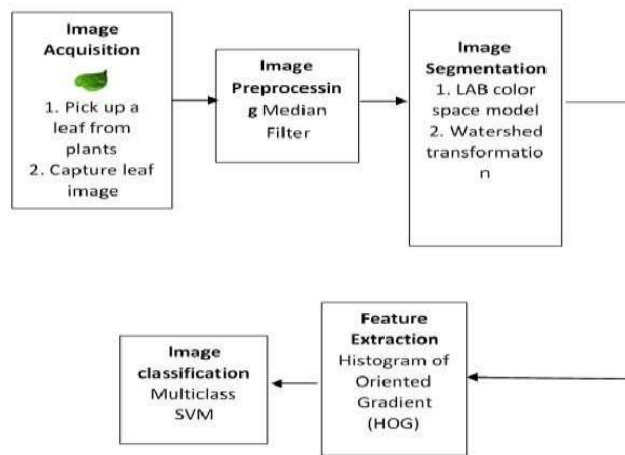 Image
Acquisition
1. Pick up a
leaf from
plants
2. Capture leaf
image
Image
Preprocessin
g Median
Filter
Image
Segmentation
1. LAB color
space model
2. Watershed
transformatio
n
Feature
Extraction
Histogram of
Oriented
Gradient
(HOG)
Image
classification
Multiclass
SVM